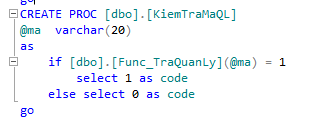 CREATE PROC [dbo].[KiemTraMaQL]
@ma varchar(20)
as
if [dbo].[Func_TraQuanLy](@ma) = 1
select 1 as code
else select 0 as code
go